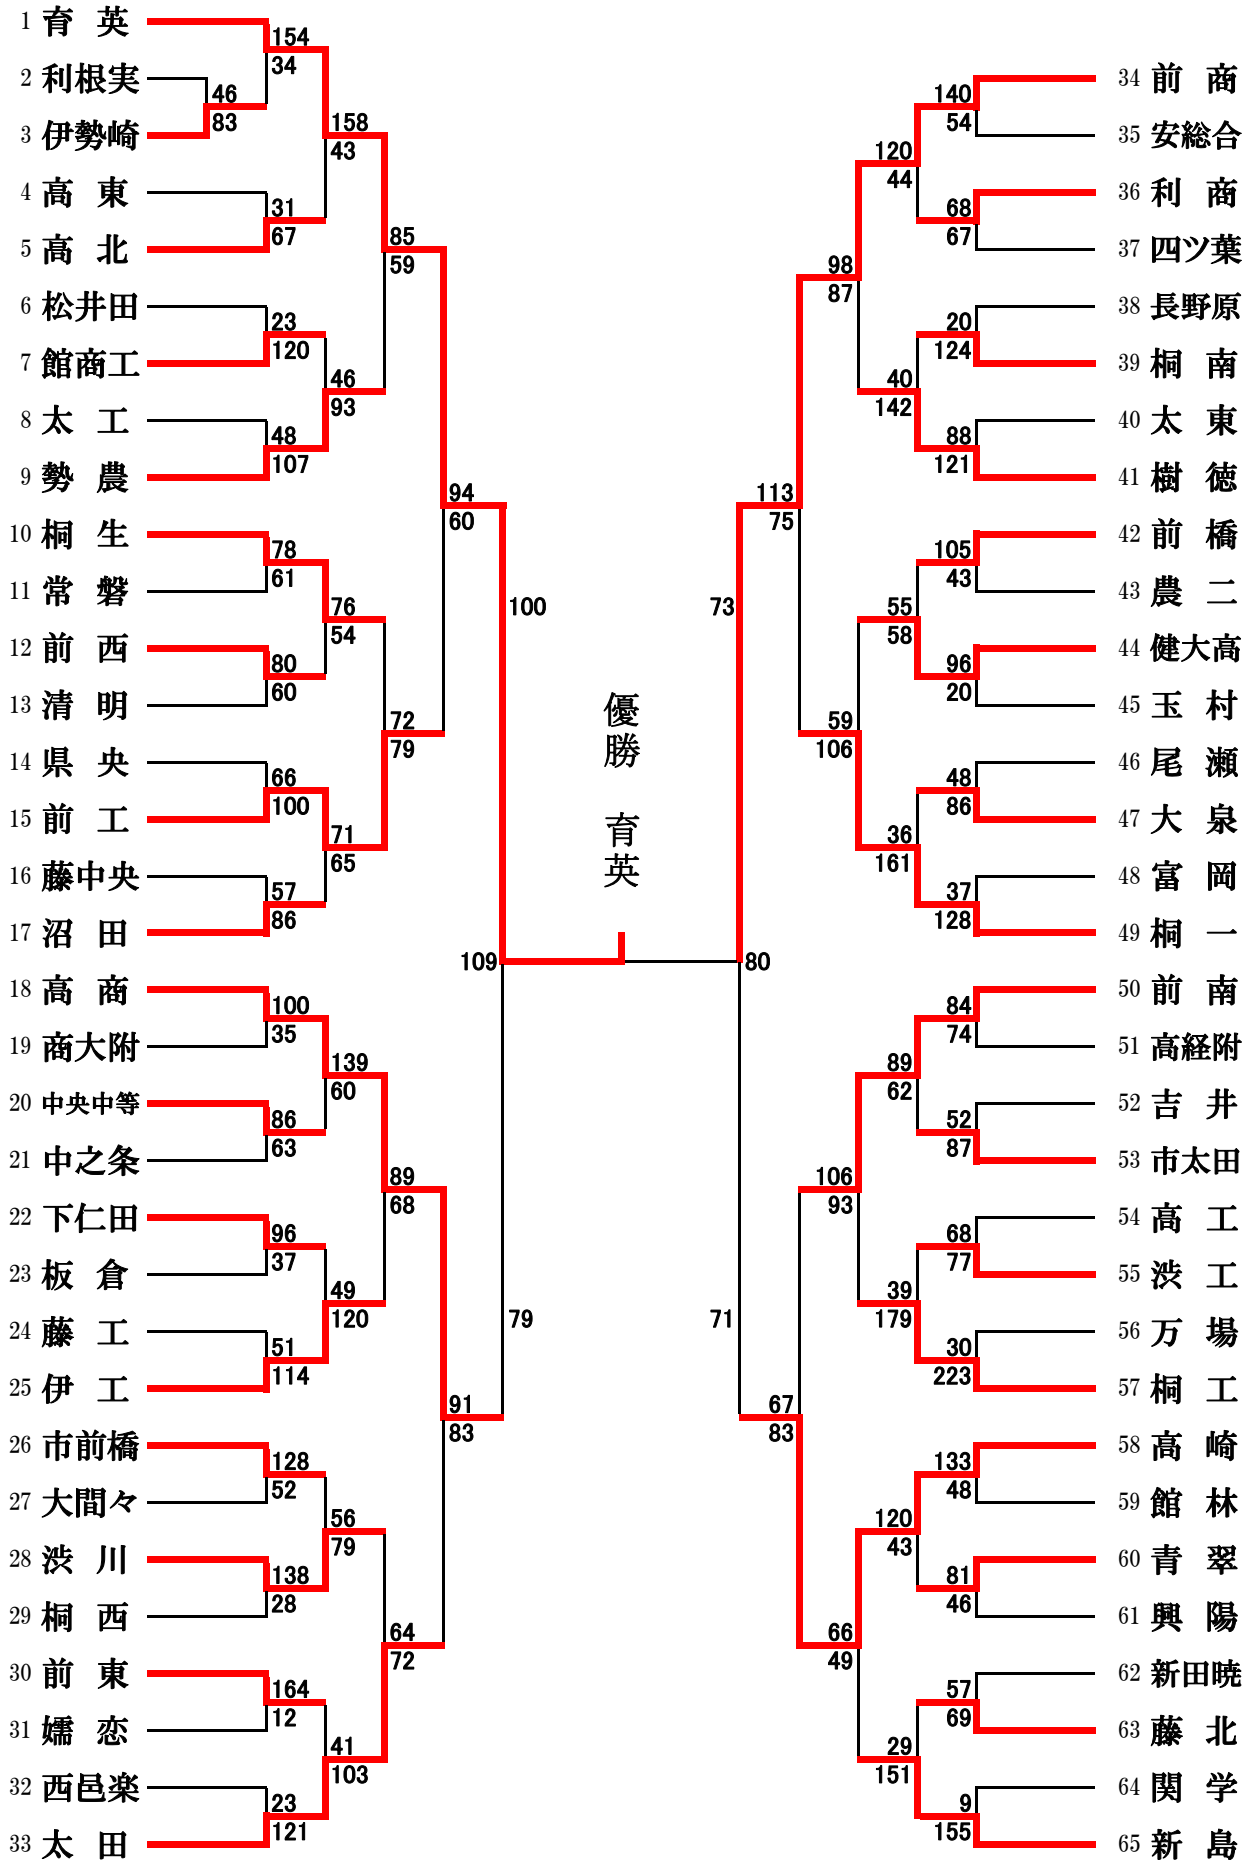 1 育 英
154
34
2 利根実
46
83
3 伊勢崎
158
43
4 高 東
31
67
5 高 北
85
59
6 松井田
23
120
7 館商工
46
93
8 太 工
48
107
9 勢 農
94
60
10 桐 生
78
61
11 常 磐
76
54
12 前 西
80
60
13 清 明
72
79
14 県 央
66
100
15 前 工
71
65
16 藤中央
57
86
17 沼 田
100
79
109
18 高 商
100
35
19 商大附
139
60
20 中央中等
86
63
21 中之条
89
68
22 下仁田
96
37
23 板 倉
49
120
24 藤 工
51
114
25 伊 工
91
83
26 市前橋
128
52
27 大間々
56
79
28 渋 川
138
28
29 桐 西
64
72
30 前 東
164
12
31 嬬 恋
41
103
32 西邑楽
23
121
33 太 田
優勝 育英
34 前 商
140
54
35 安総合
120
44
36 利 商
68
67
37 四ツ葉
98
87
38 長野原
20
124
39 桐 南
40
142
40 太 東
88
121
41 樹 徳
113
75
42 前 橋
105
43
43 農 二
55
58
44 健大高
96
20
45 玉 村
59
106
46 尾 瀬
48
86
47 大 泉
36
161
48 富 岡
37
128
49 桐 一
73
71
80
50 前 南
84
74
51 高経附
89
62
52 吉 井
52
87
53 市太田
106
93
54 高 工
68
77
55 渋 工
39
179
56 万 場
30
223
57 桐 工
67
83
58 高 崎
133
48
59 館 林
120
43
60 青 翠
81
46
61 興 陽
66
49
62 新田暁
57
69
63 藤 北
29
151
64 関 学
9
155
65 新 島